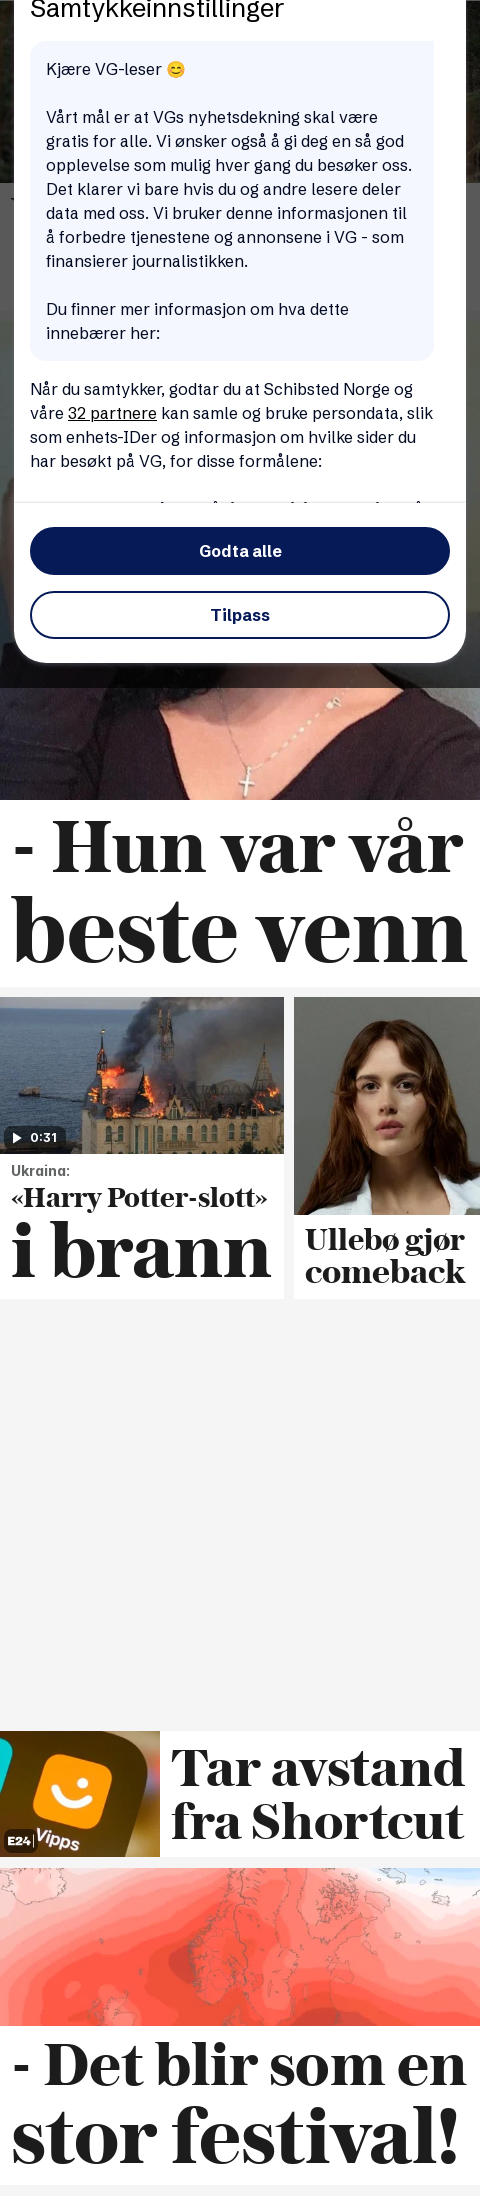 Samtykkeinnstillinger
Kjære VG-leser 😊
Vårt mål er at VGs nyhetsdekning skal være
gratis for alle. Vi ønsker også å gi deg en så god
opplevelse som mulig hver gang du besøker oss.
Det klarer vi bare hvis du og andre lesere deler
data med oss. Vi bruker denne informasjonen til
å forbedre tjenestene og annonsene i VG - som
finansierer journalistikken.
Du finner mer informasjon om hva dette
innebærer her:
Når du samtykker, godtar du at Schibsted Norge og
våre 32 partnere kan samle og bruke persondata, slik
som enhets-IDer og informasjon om hvilke sider du
har besøkt på VG, for disse formålene:
Godta alle
Tilpass
- Hun var vår
beste venn
0:31
Ukraina:
«Harry Potter-slott»
i brann
Ullebø gjør
comeback
Vipps
E24
Tar avstand
fra Shortcut
- Det blir som en
stor festival!